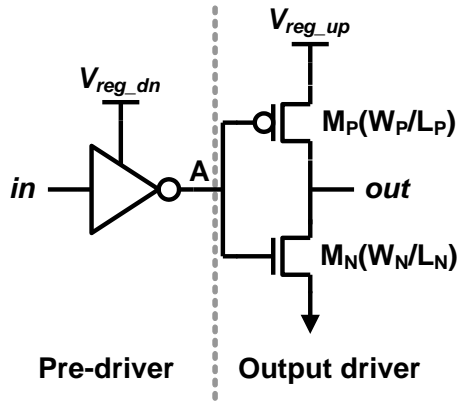 V_reg_up
V_reg_dn
M_P(W_P/L_P)
in
A
out
M_N(W_N/L_N)
Pre-driver
Output driver